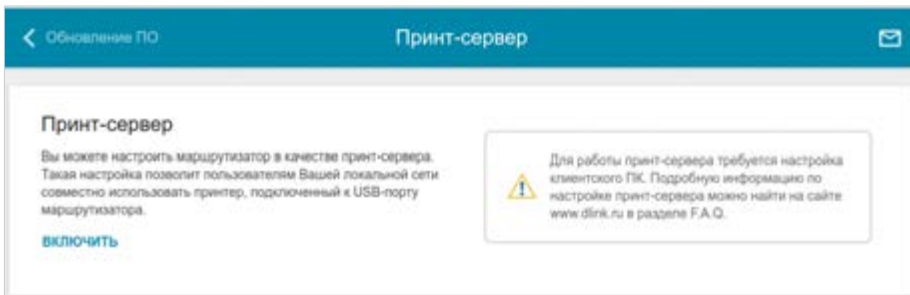 Обновление ПО
Принт-сервер
Принт-сервер
Вы можете настроить маршрутизатор в качестве принт-сервера.
Такая настройка позволит пользователям Вашей локальной сети
совместно использовать принтер, подключенный к USB-порту
маршрутизатора.
ВКЛЮЧИТЬ
Для работы принт-сервера требуется настройка
клиентского ПК. Подробную информацию по
настройке принт-сервера можно найти на сайте
www.dlink.ru в разделе F.A.Q.